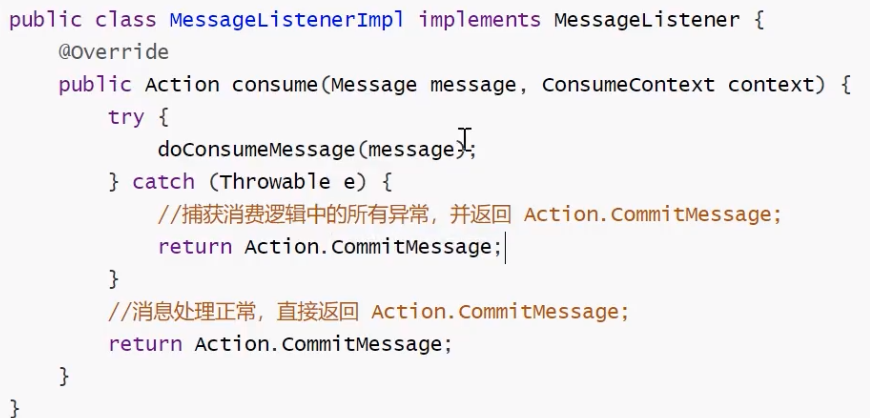 public class MessageListenerImpl implements MessageListener {
    @Override
    public Action consume(Message message, ConsumeContext context) {
        try {
            doConsumeMessage(message);
        } catch (Throwable e) {
            //捕获消费逻辑中的所有异常，并返回 Action.CommitMessage;
            return Action.CommitMessage;
        }
        //消息处理正常，直接返回 Action.CommitMessage;
        return Action.CommitMessage;
    }
}